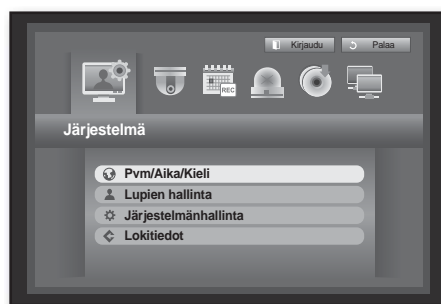 Kirjaudu Palaa
REC
Järjestelmä
Pvm/Aika/Kieli
Lupien hallinta
Järjestelmänhallinta
Lokitiedot